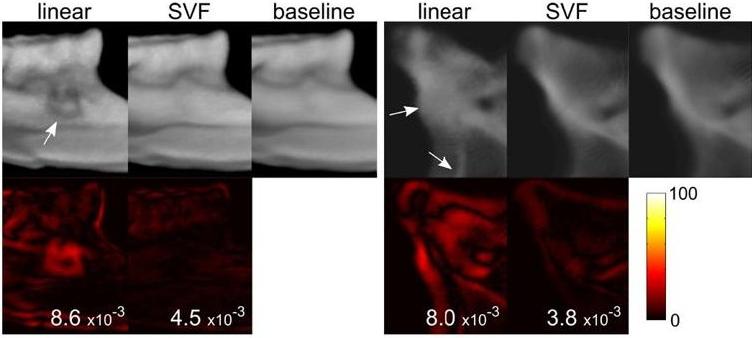 linear SVF baseline linear SVF baseline
100
8.6 x10-3 4.5 x10-3 8.0 x10-3 3.8 x10-3 0